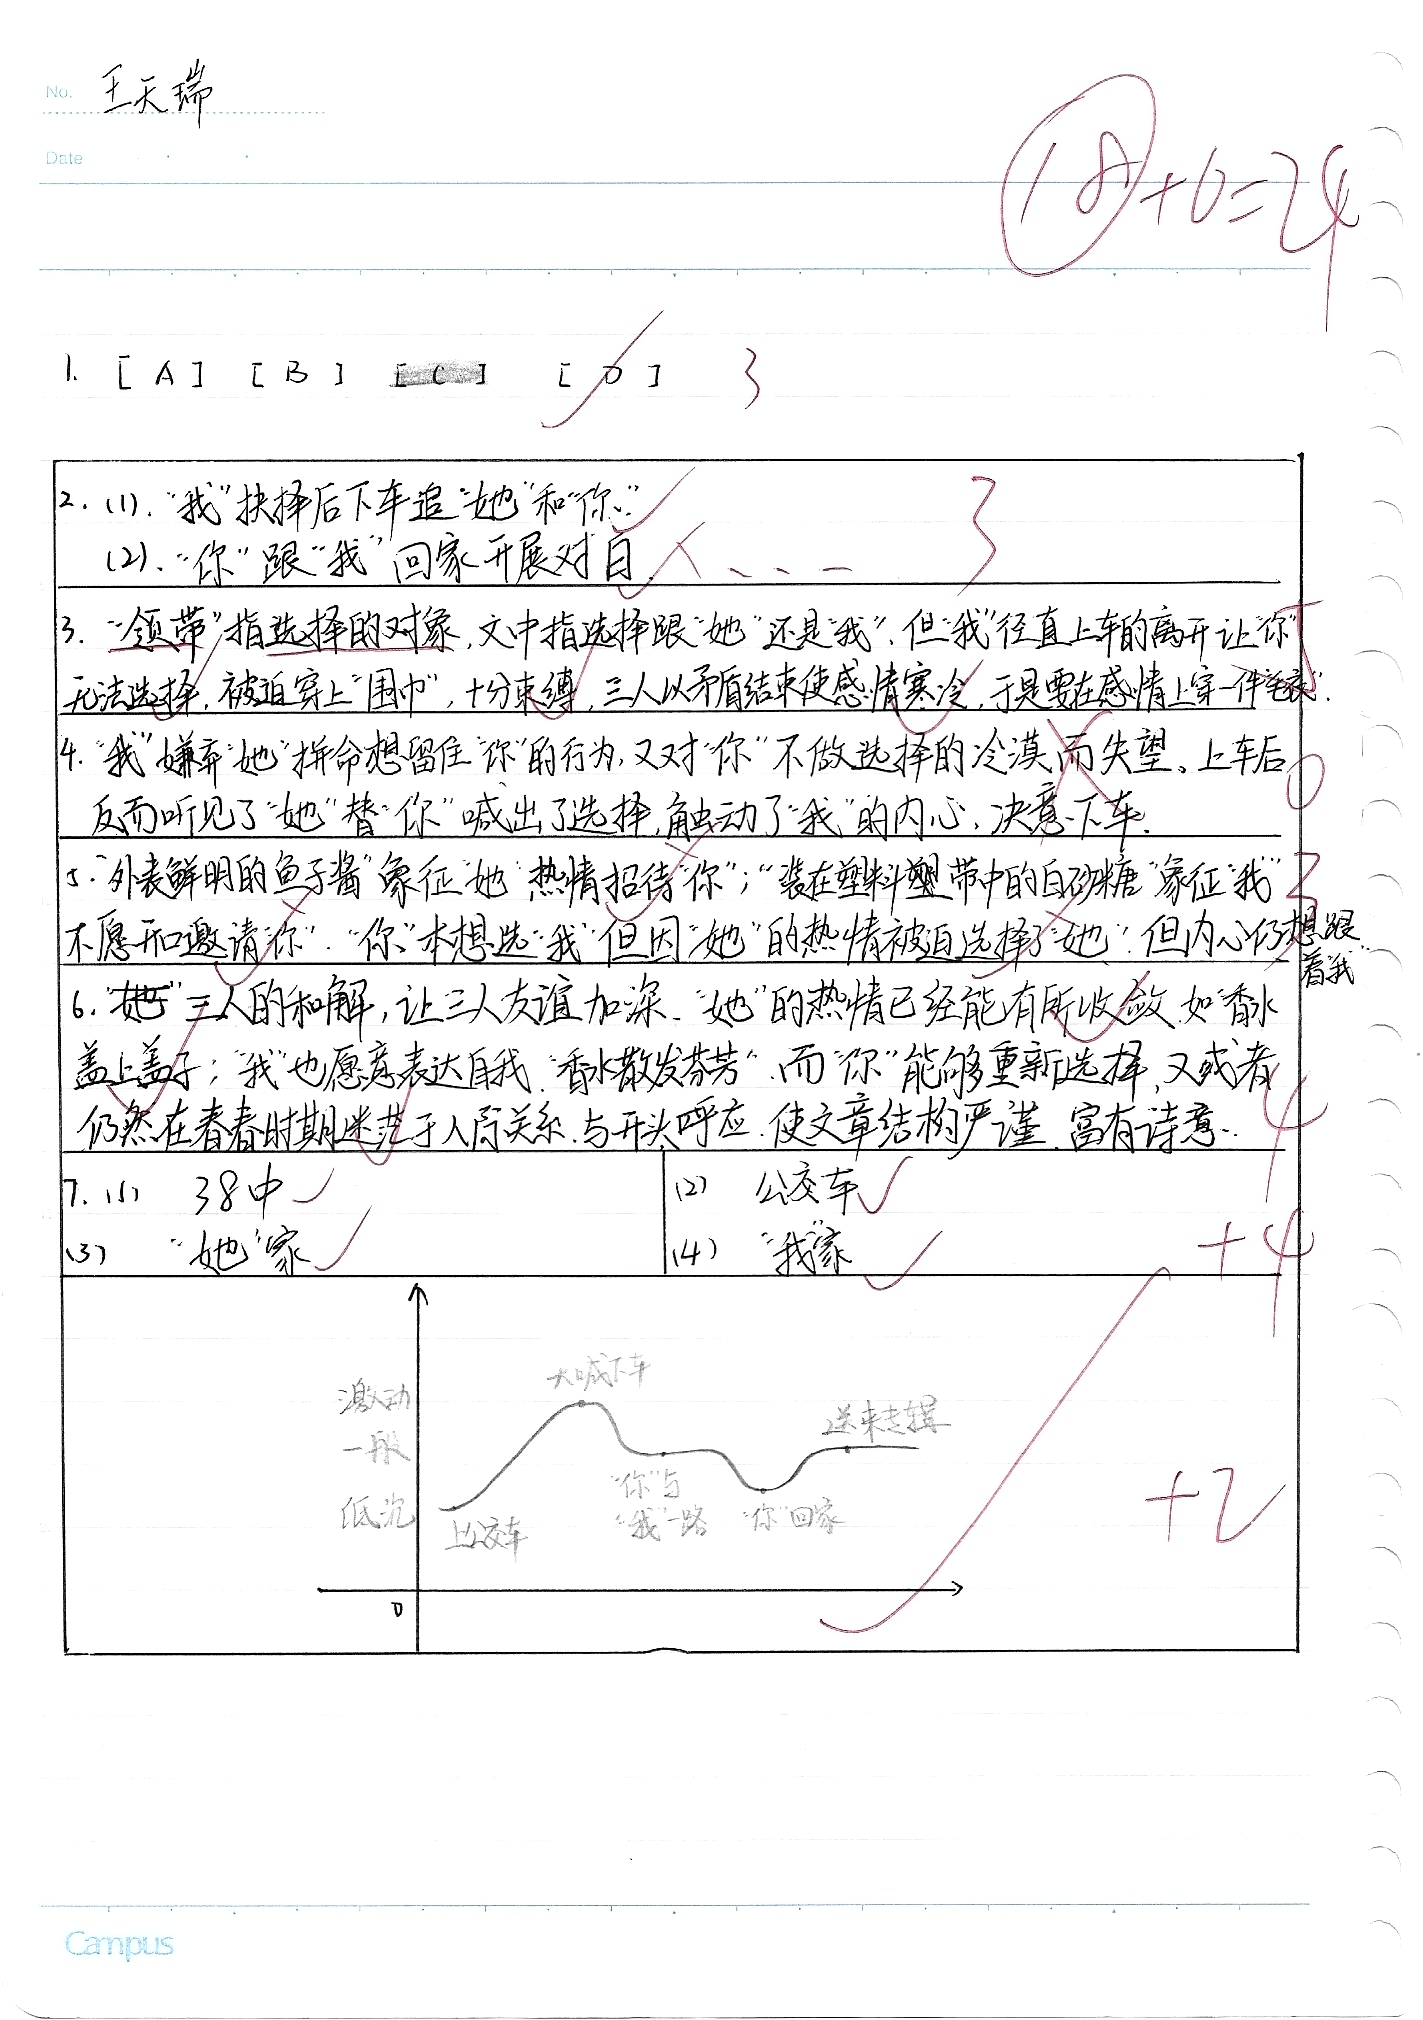 No. 王天瑞
Date
18+6=24
1. [A] [B] [C] [D] 3
2. (1). "我"抉择后下车追"她"和"你". 3
(2). "你"跟"我"回家开展对白.
3. "领带"指选择的对象, 文中指选择跟"她"还是"我". 但"我"径直上车的离开让"你" 5
无法选择, 被迫穿上"围巾", 十分束缚, 三人以矛盾结束使感情寒冷, 于是要在感情上穿一件"毛衣".
4. "我"嫌弃"她"拼命想留住"你"的行为, 又对"你"不做选择的冷漠而失望、上车后 0
反而听见了"她"替"你"喊出了选择, 触动了"我"的内心, 决意下车.
5. "外表鲜明的鱼子酱"象征"她"热情招待"你"; "装在塑料塑带中的白砂糖"象征"我" 3
不愿开口邀请"你". "你"本想选"我"但因"她"的热情被迫选择了"她". 但内心仍想跟
着"我"
6. "她"三人的和解, 让三人友谊加深. "她"的热情已经能有所收敛 如"香水
盖上盖子; "我"也愿意表达自我. "香水散发芬芳". 而"你"能够重新选择, 又或者
仍然在春春时期迷茫于人际关系. 与开头呼应. 使文章结构严谨. 富有诗意. 4
7. (1) 38中 (2) 公交车
(3) "她"家 (4) "我"家 +4
大喊下车
激动
送来走辑
一般
"你"与
低沉
"我"一路 "你"回家
上公交车
+2
0
Campus